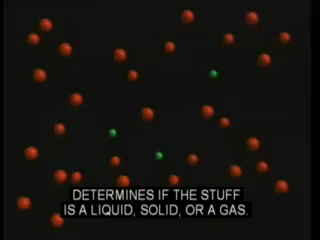 DETERMINES IF THE STUFF
IS A LIQUID, SOLID, OR A GAS.